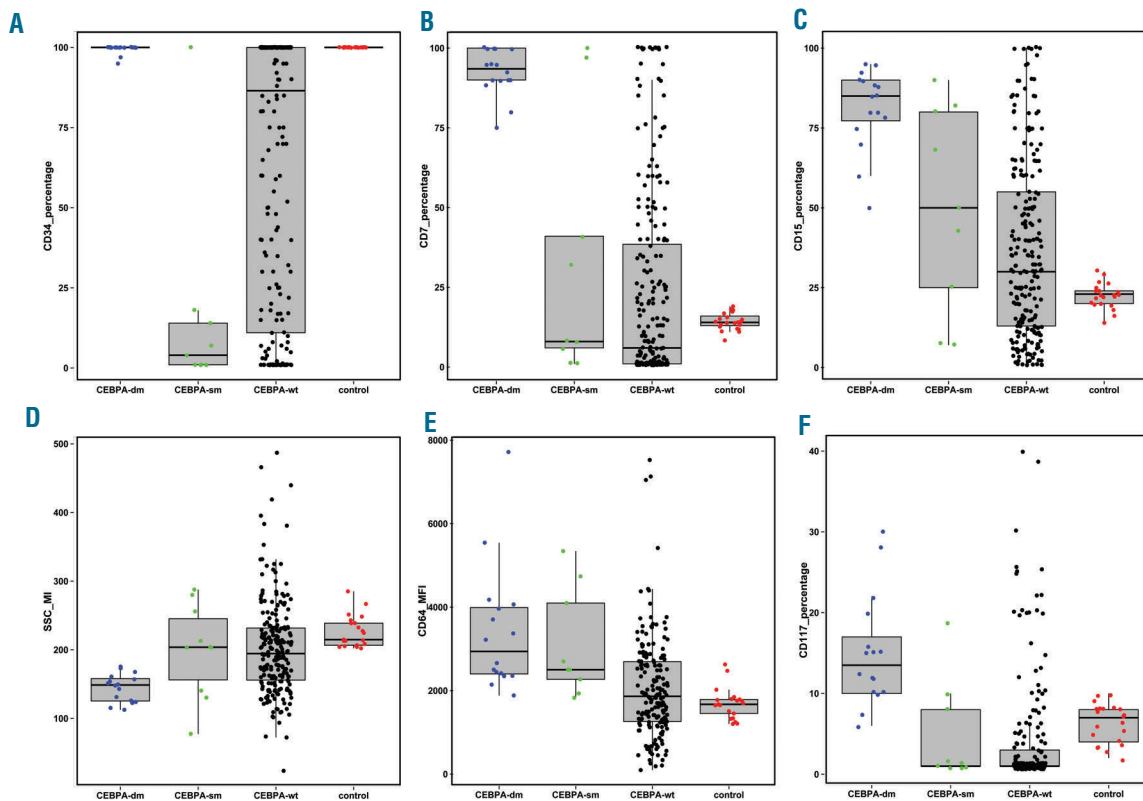 A
CD34_percentage
100
75
50
25
0
CEBPA-dm CEBPA-sm CEBPA-wt control
B
CD7_percentage
100
75
50
25
0
CEBPA-dm CEBPA-sm CEBPA-wt control
C
CD15_percentage
100
75
50
25
0
CEBPA-dm CEBPA-sm CEBPA-wt control
D
SSC_MI
500
400
300
200
100
CEBPA-dm CEBPA-sm CEBPA-wt control
E
CD64_MFI
8000
6000
4000
2000
0
CEBPA-dm CEBPA-sm CEBPA-wt control
F
CD117_percentage
40
30
20
10
0
CEBPA-dm CEBPA-sm CEBPA-wt control